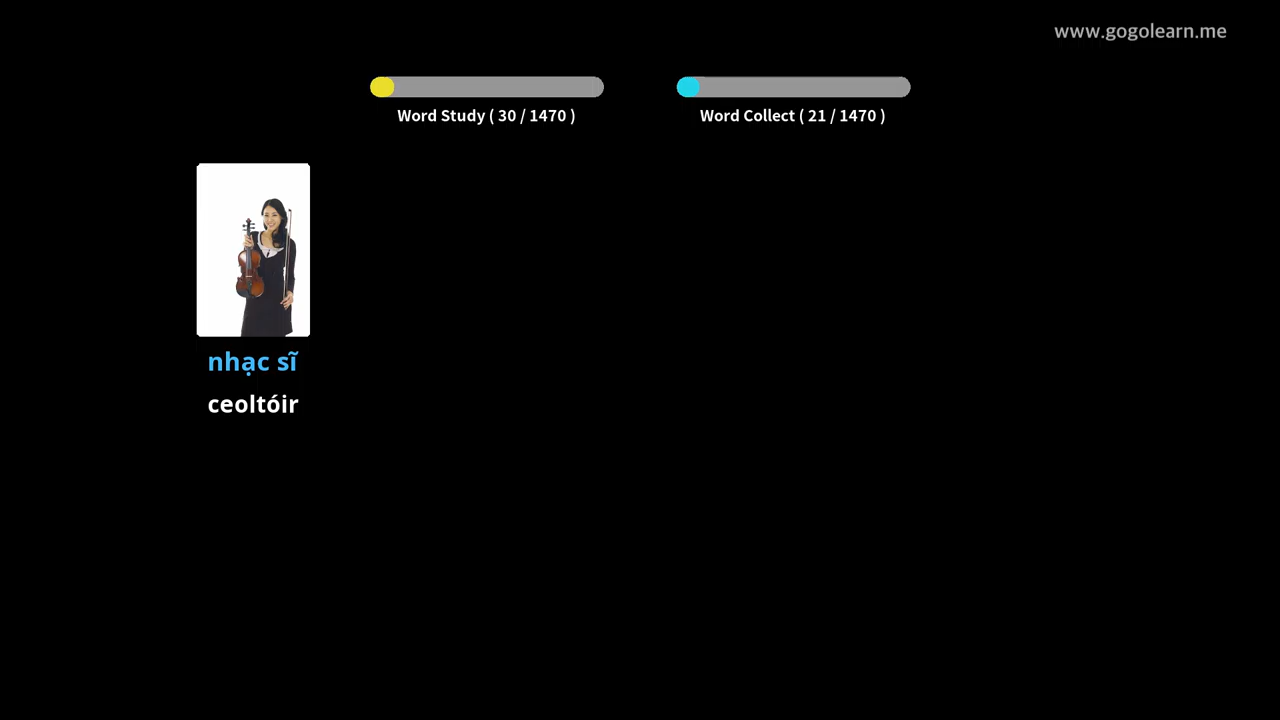 www.gogolearn.me
Word Study ( 30 / 1470 )
Word Collect ( 21 / 1470 )
nhạc sĩ
ceoltóir